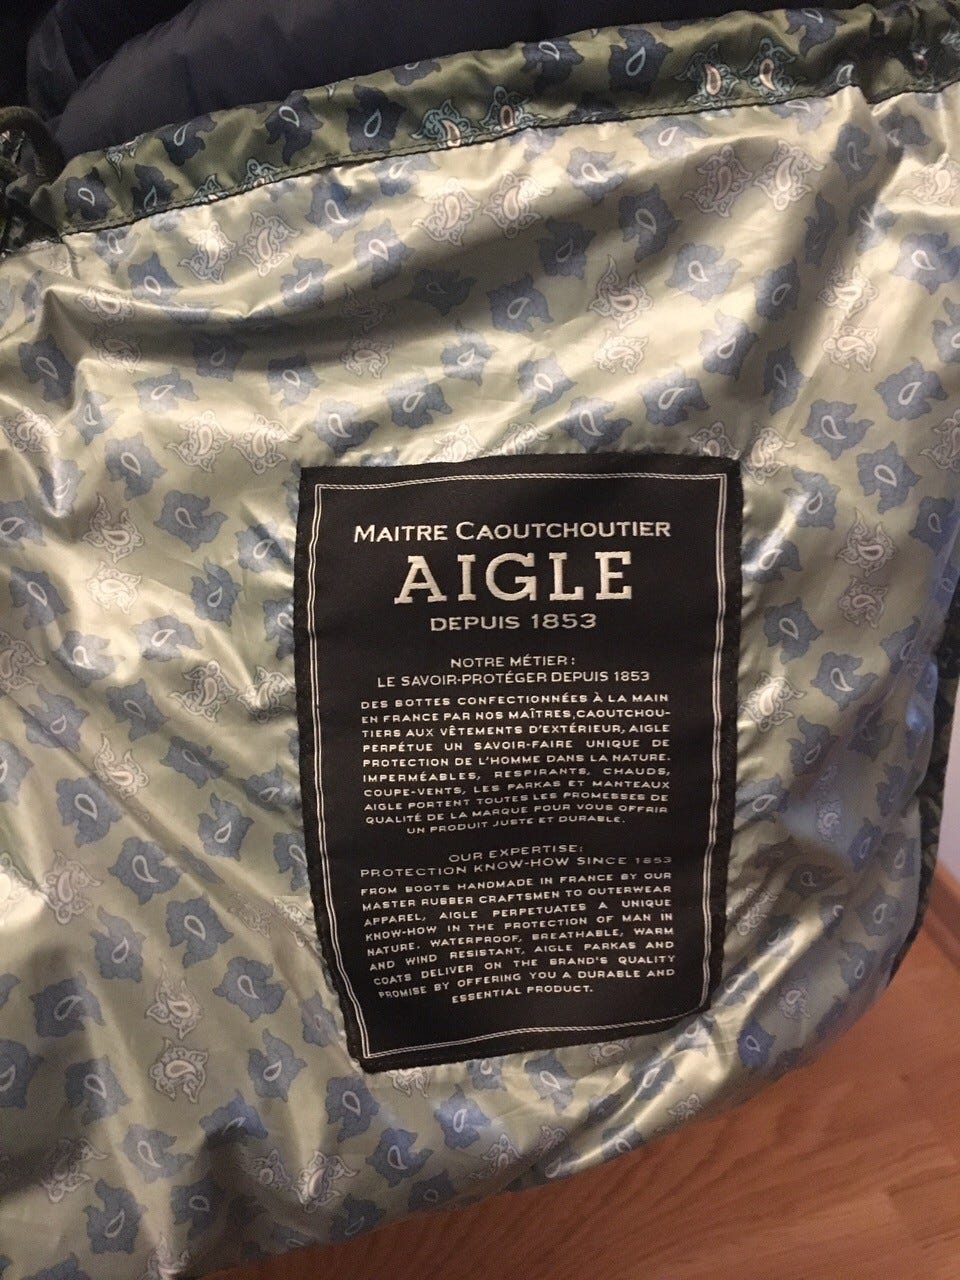 MAITRE CAOUTCHOUTIER
AIGLE
DEPUIS 1853
NOTRE MÉTIER :
LE SAVOIR-PROTÉGER DEPUIS 1853
DES BOTTES CONFECTIONNÉES À LA MAIN
EN FRANCE PAR NOS MAÎTRES, CAOUTCHOU-
TIERS AUX VÊTEMENTS D'EXTÉRIEUR, AIGLE
PERPÉTUE UN SAVOIR-FAIRE UNIQUE DE
PROTECTION DE L'HOMME DANS LA NATURE.
IMPERMÉABLES, RESPIRANTS, CHAUDS,
COUPE-VENTS, LES PARKAS ET MANTEAUX
AIGLE PORTENT TOUTES LES PROMESSES DE
QUALITÉ DE LA MARQUE POUR VOUS OFFRIR
UN PRODUIT JUSTE ET DURABLE.
OUR EXPERTISE:
PROTECTION KNOW-HOW SINCE 1853
FROM BOOTS HANDMADE IN FRANCE BY OUR
MASTER RUBBER CRAFTSMEN TO OUTERWEAR
APPAREL, AIGLE PERPETUATES A UNIQUE
KNOW-HOW IN THE PROTECTION OF MAN IN
NATURE. WATERPROOF, BREATHABLE, WARM
AND WIND RESISTANT, AIGLE PARKAS AND
COATS DELIVER ON THE BRAND'S QUALITY
PROMISE BY OFFERING YOU A DURABLE AND
ESSENTIAL PRODUCT.